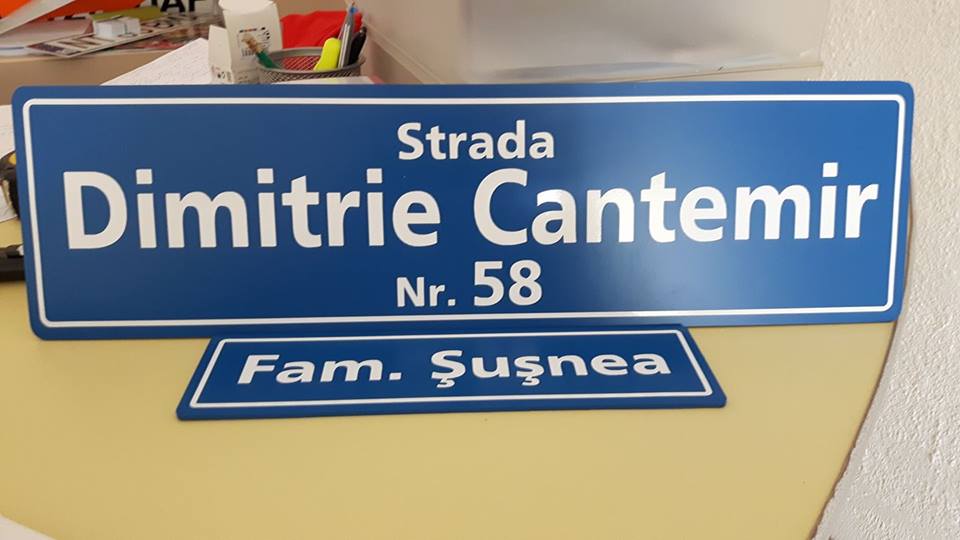 Strada
Dimitrie Cantemir
Nr. 58
Fam. Şuşnea